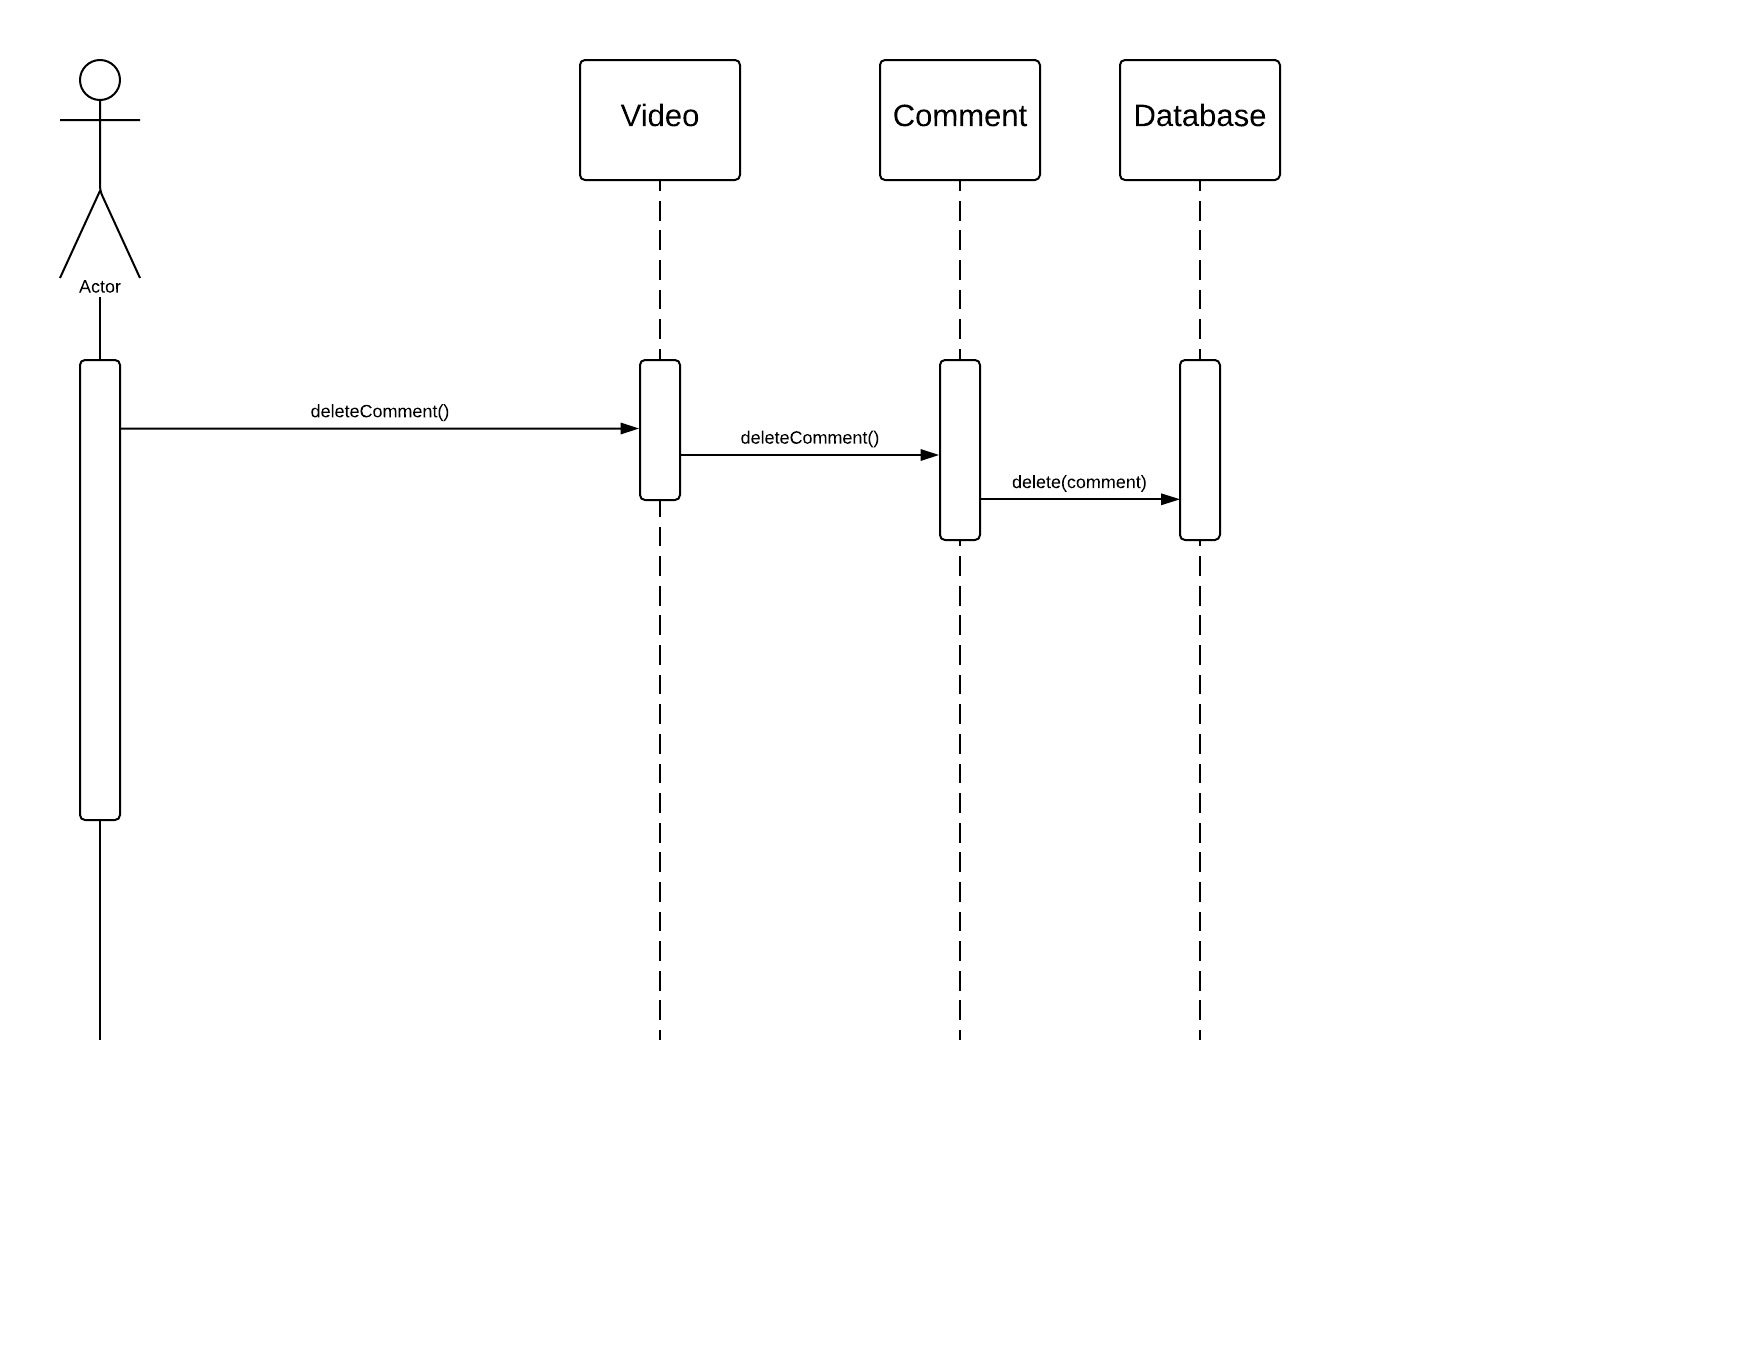 Video
Comment
Database
Actor
deleteComment()
deleteComment()
delete(comment)